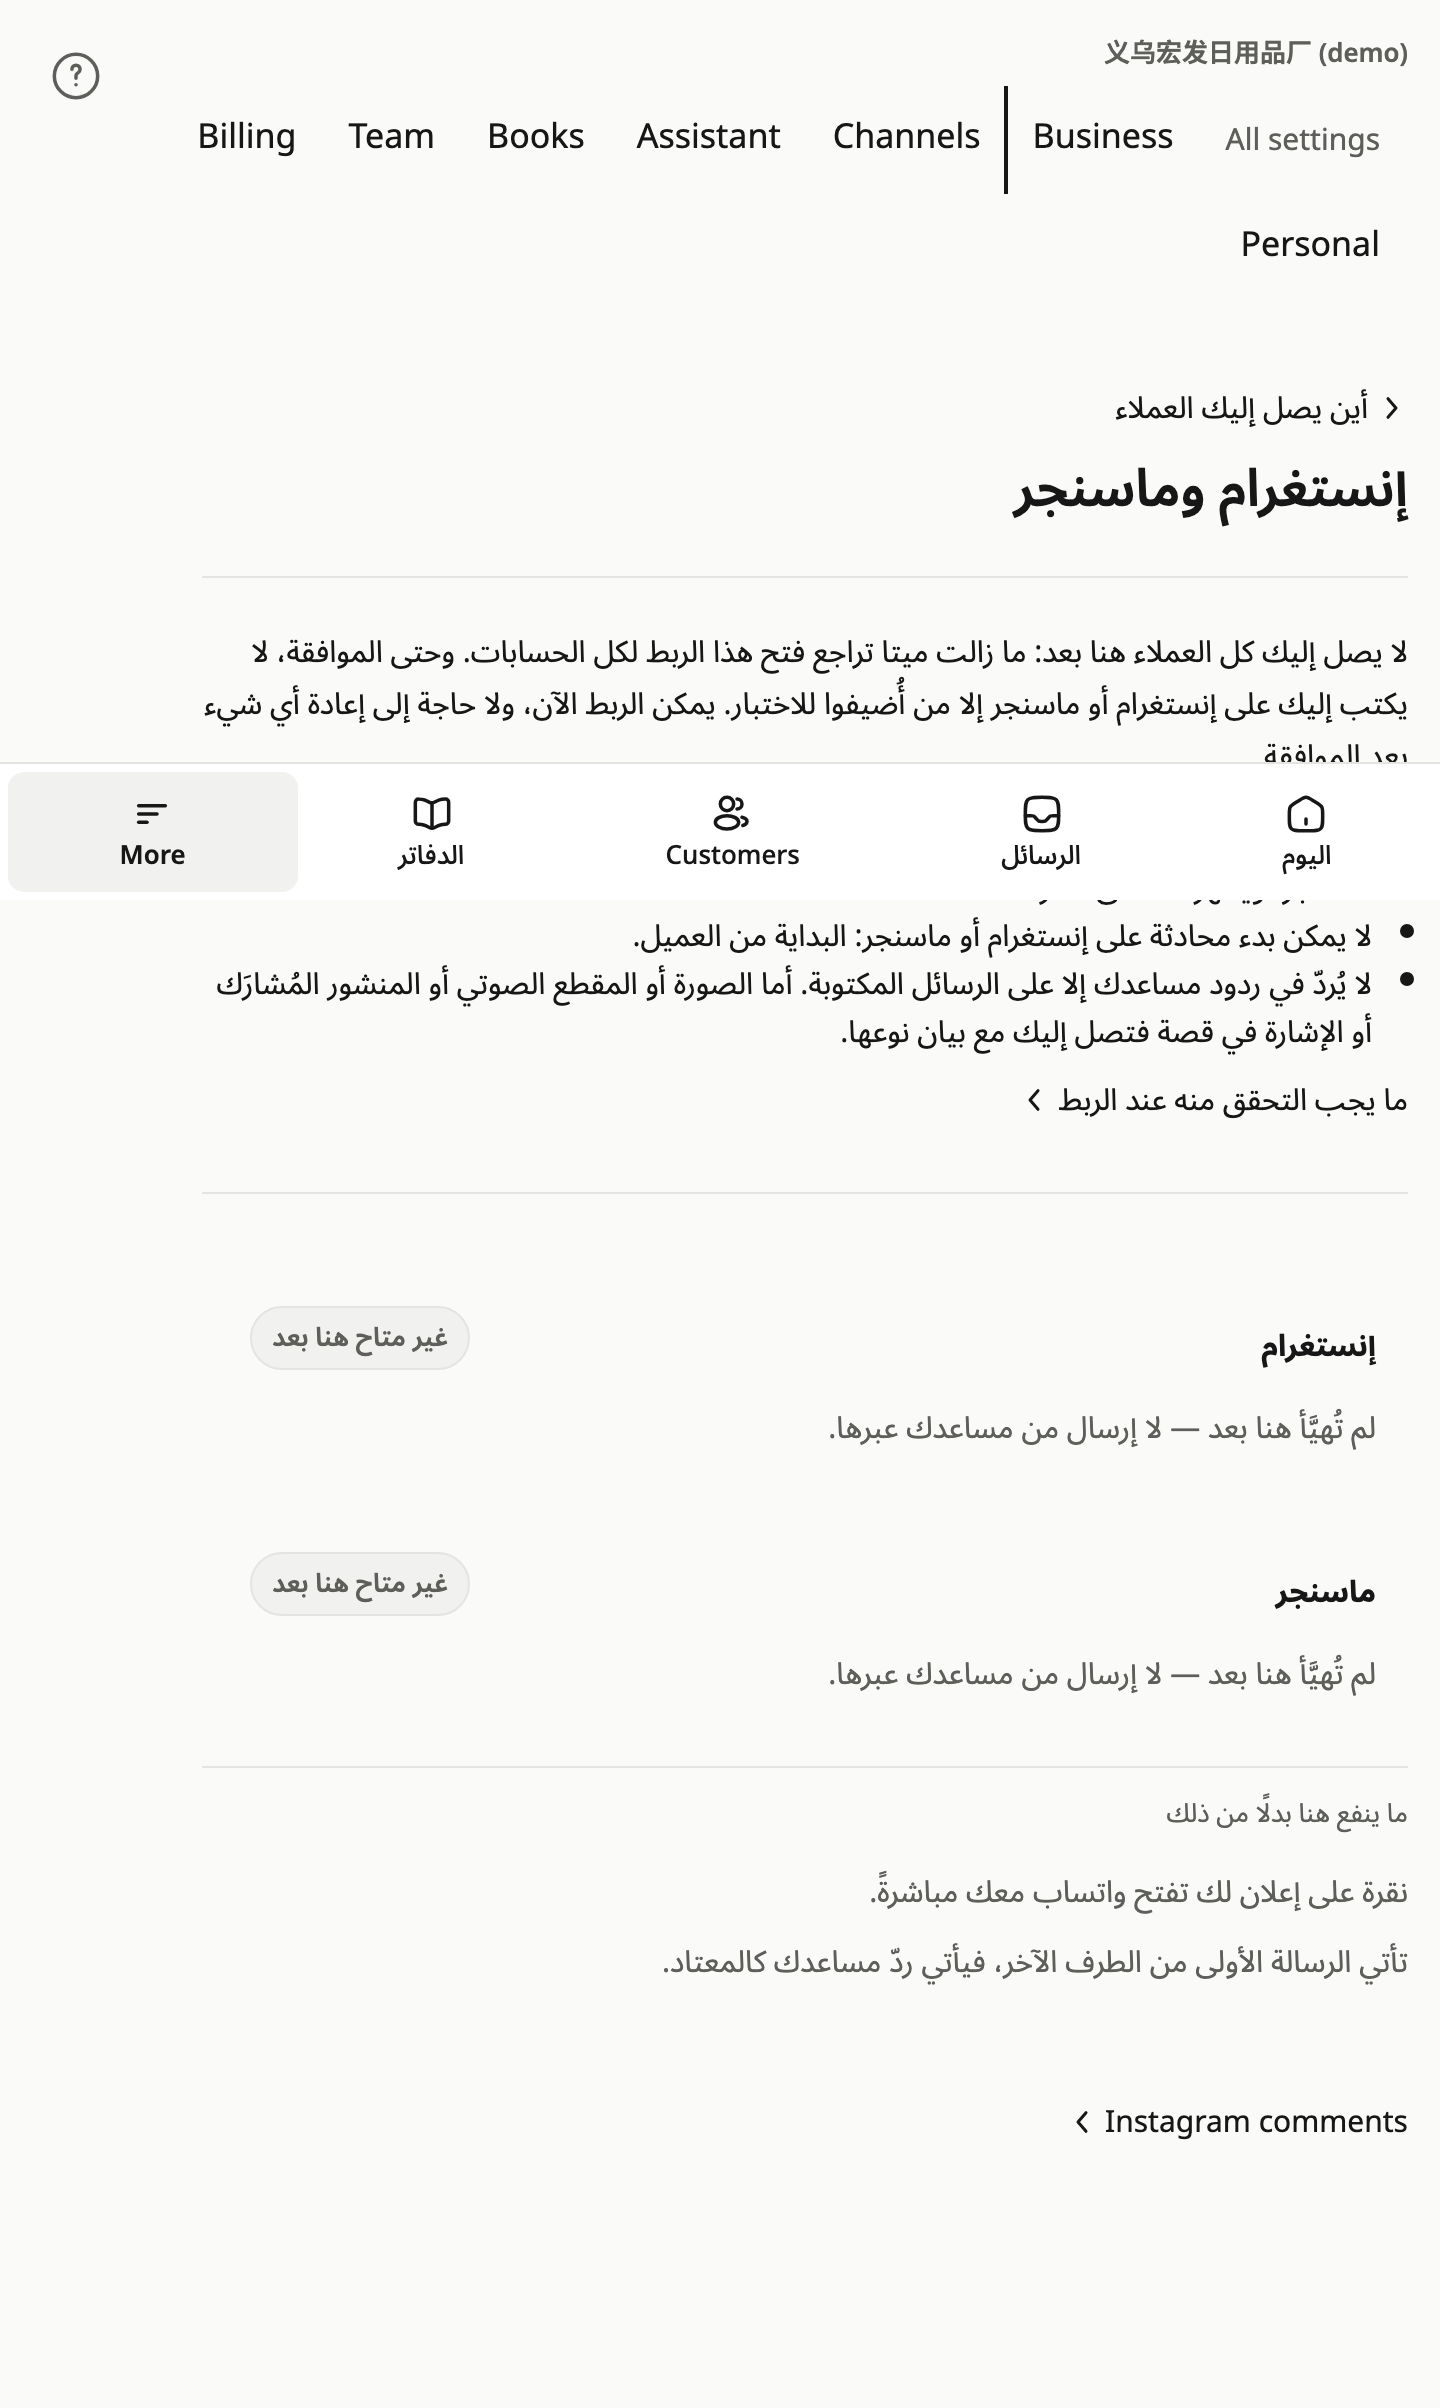 义乌宏发日用品厂 (demo)
All settings
Business
Channels
Assistant
Books
Team
Billing
Personal
أين يصل إليك العملاء
إنستغرام وماسنجر
لا يصل إليك كل العملاء هنا بعد: ما زالت ميتا تراجع فتح هذا الربط لكل الحسابات. وحتى الموافقة، لا
يكتب إليك على إنستغرام أو ماسنجر إلا من أُضيفوا للاختبار. يمكن الربط الآن، ولا حاجة إلى إعادة أي شيء
بعد الموافقة
اليوم
الرسائل
Customers
الدفاتر
More
لا يمكن بدء محادثة على إنستغرام أو ماسنجر: البداية من العميل.
لا يُردّ في ردود مساعدك إلا على الرسائل المكتوبة. أما الصورة أو المقطع الصوتي أو المنشور المُشارَك
أو الإشارة في قصة فتصل إليك مع بيان نوعها.
ما يجب التحقق منه عند الربط
إنستغرام
غير متاح هنا بعد
لم تُهيَّأ هنا بعد — لا إرسال من مساعدك عبرها.
ماسنجر
غير متاح هنا بعد
لم تُهيَّأ هنا بعد — لا إرسال من مساعدك عبرها.
ما ينفع هنا بدلًا من ذلك
نقرة على إعلان لك تفتح واتساب معك مباشرةً.
تأتي الرسالة الأولى من الطرف الآخر، فيأتي ردّ مساعدك كالمعتاد.
Instagram comments